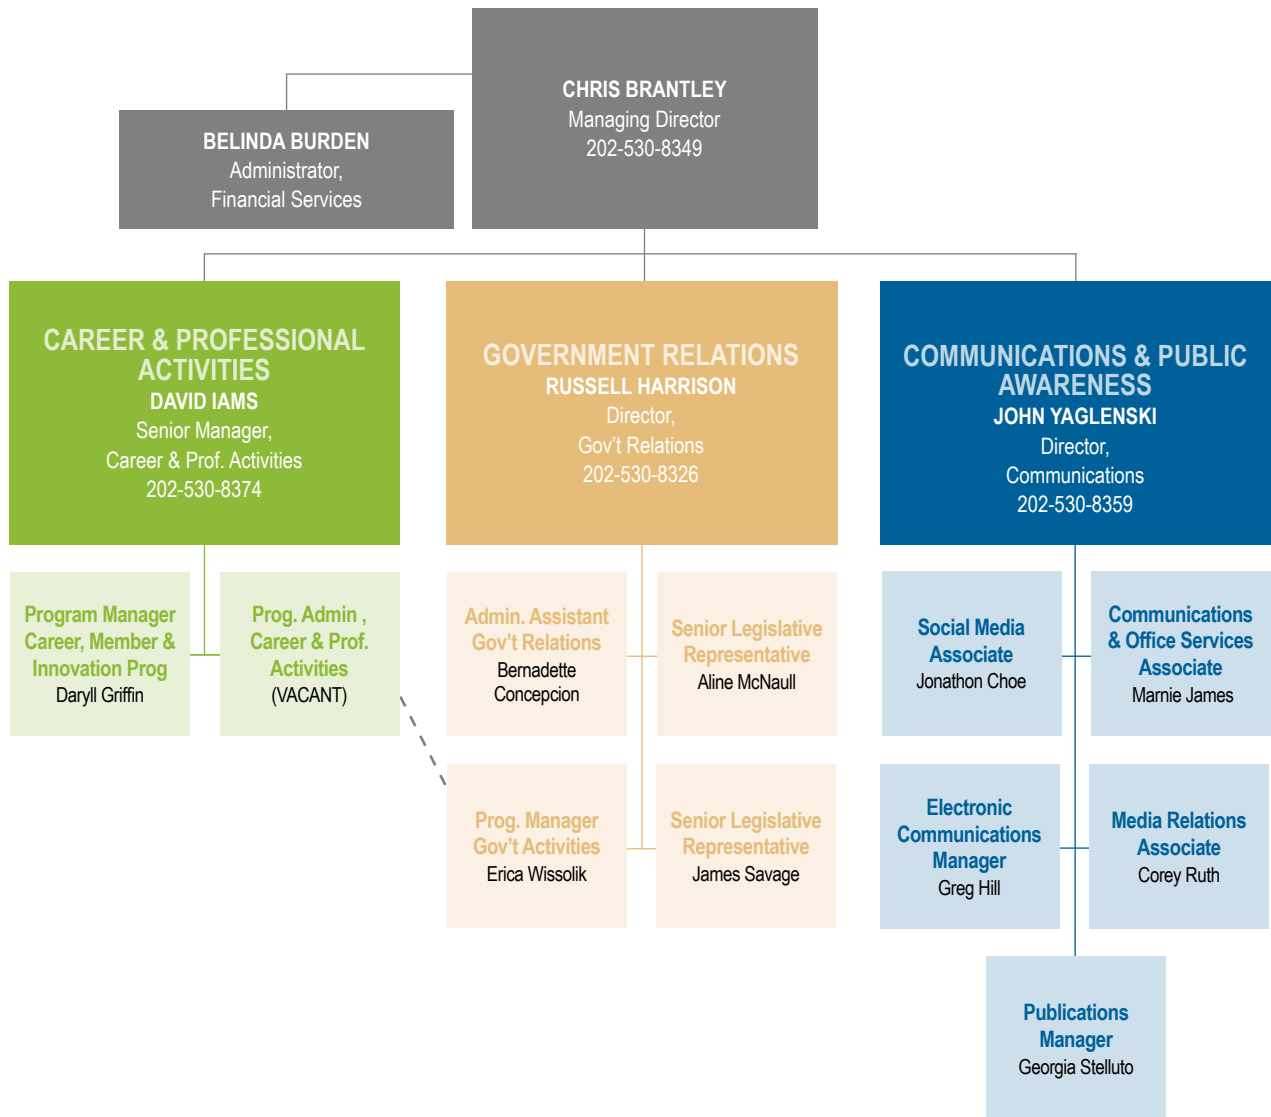 CHRIS BRANTLEY
Managing Director
202-530-8349
BELINDA BURDEN
Administrator,
Financial Services
CAREER & PROFESSIONAL
ACTIVITIES
DAVID IAMS
Senior Manager,
Career & Prof. Activities
202-530-8374
GOVERNMENT RELATIONS
RUSSELL HARRISON
Director,
Gov’t Relations
202-530-8326
COMMUNICATIONS & PUBLIC
AWARENESS
JOHN YAGLENSKI
Director,
Communications
202-530-8359
Program Manager
Career, Member &
Innovation Prog
Daryll Griffin
Prog. Admin ,
Career & Prof.
Activities
(VACANT)
Admin. Assistant
Gov’t Relations
Bernadette
Concepcion
Senior Legislative
Representative
Aline McNaull
Prog. Manager
Gov’t Activities
Erica Wissolik
Senior Legislative
Representative
James Savage
Social Media
Associate
Jonathon Choe
Communications
& Office Services
Associate
Marnie James
Electronic
Communications
Manager
Greg Hill
Media Relations
Associate
Corey Ruth
Publications
Manager
Georgia Stelluto